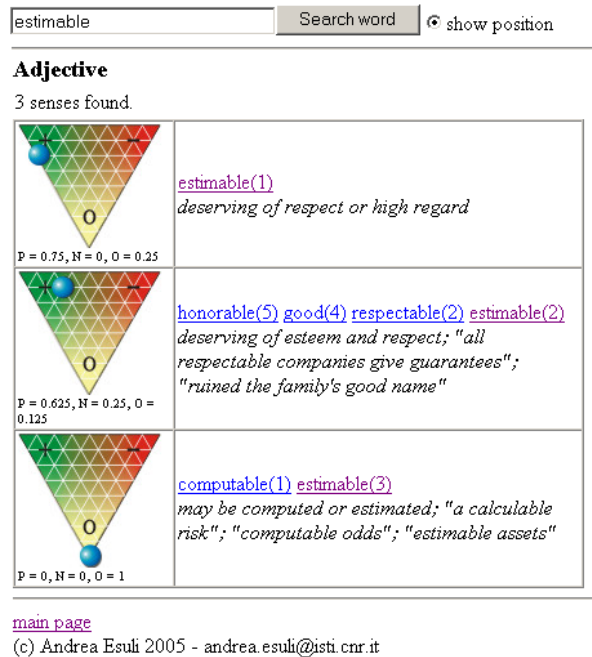 estimable Search word show position
Adjective
3 senses found.
+ −
O
P = 0.75, N = 0, O = 0.25
estimable(1)
deserving of respect or high regard
+ −
O
P = 0.625, N = 0.25, O =
0.125
honorable(5) good(4) respectable(2) estimable(2)
deserving of esteem and respect; "all
respectable companies give guarantees";
"ruined the family's good name"
+ −
O
P = 0, N = 0, O = 1
computable(1) estimable(3)
may be computed or estimated; "a calculable
risk"; "computable odds"; "estimable assets"
main page
(c) Andrea Esuli 2005 - andrea.esuli@isti.cnr.it